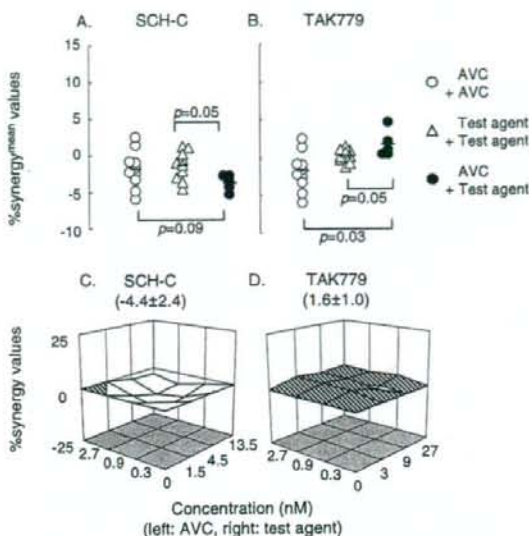 A. SCH-C
B. TAK779
%synergymean values
15
10
5
0
-5
-10
p=0.05
p=0.09
p=0.05
p=0.03
AVC
+ AVC
Test agent
+ Test agent
AVC
+ Test agent
C. SCH-C
(-4.4±2.4)
D. TAK779
(1.6±1.0)
%synergy values
25
0
-25
2.7 0.9 0.3 0 1.5 4.5 13.5
2.7 0.9 0.3 0 3 9 27
Concentration (nM)
(left: AVC, right: test agent)